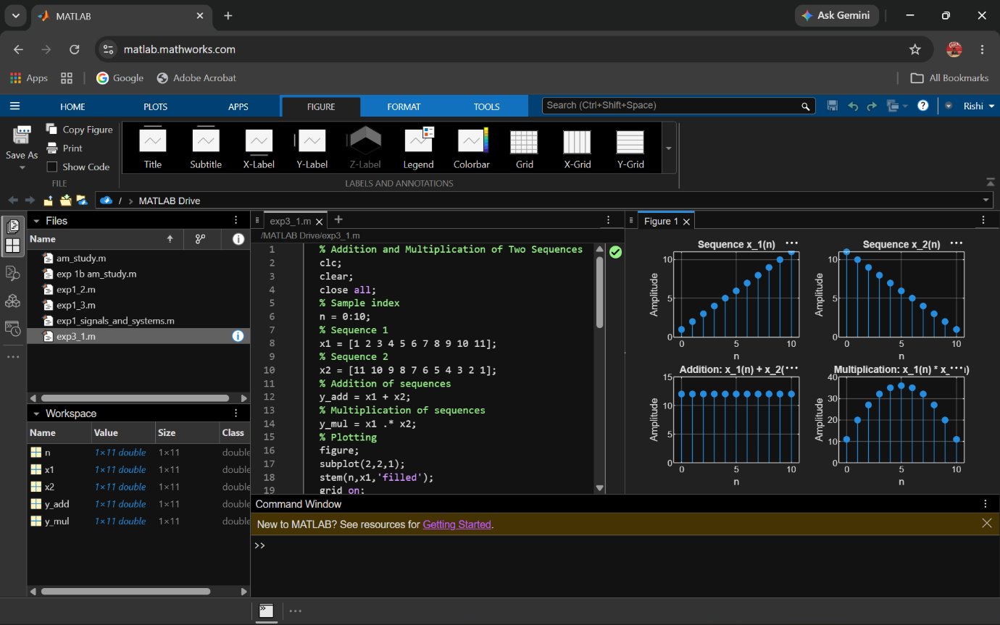 MATLAB
Ask Gemini
matlab.mathworks.com
Apps
Google
Adobe Acrobat
All Bookmarks
HOME
PLOTS
APPS
FIGURE
FORMAT
TOOLS
Search (Ctrl+Shift+Space)
Rishi
Save As
Copy Figure
Print
Show Code
FILE
Title
Subtitle
X-Label
Y-Label
Z-Label
Legend
Colorbar
Grid
X-Grid
Y-Grid
LABELS AND ANNOTATIONS
/ > MATLAB Drive
Files
Name
am_study.m
exp 1b am_study.m
exp1_2.m
exp1_3.m
exp1_signals_and_systems.m
exp3_1.m
Workspace
Name Value Size Class
n 1×11 double 1×11 double
x1 1×11 double 1×11 double
x2 1×11 double 1×11 double
y_add 1×11 double 1×11 double
y_mul 1×11 double 1×11 double
exp3_1.m
/MATLAB Drive/exp3_1.m
1 % Addition and Multiplication of Two Sequences
2 clc;
3 clear;
4 close all;
5 % Sample index
6 n = 0:10;
7 % Sequence 1
8 x1 = [1 2 3 4 5 6 7 8 9 10 11];
9 % Sequence 2
10 x2 = [11 10 9 8 7 6 5 4 3 2 1];
11 % Addition of sequences
12 y_add = x1 + x2;
13 % Multiplication of sequences
14 y_mul = x1 .* x2;
15 % Plotting
16 figure;
17 subplot(2,2,1);
18 stem(n,x1,'filled');
19 grid on;
Figure 1
Sequence x_1(n)
Amplitude
10
5
0
0 5 10
n
Sequence x_2(n)
Amplitude
10
5
0
0 5 10
n
Addition: x_1(n) + x_2(
Amplitude
15
10
5
0
0 5 10
n
Multiplication: x_1(n) * x_ )
Amplitude
40
30
20
10
0
0 5 10
n
Command Window
New to MATLAB? See resources for Getting Started.
>>